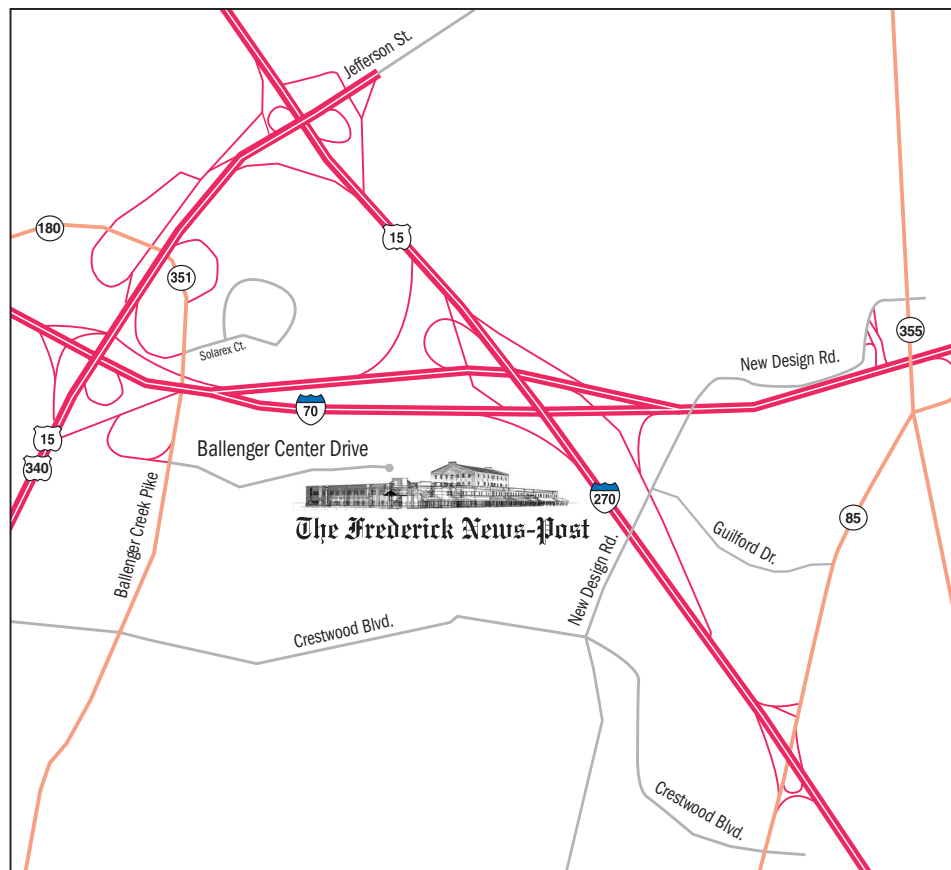 Jefferson St.
180
15
351
355
Solarex Ct.
New Design Rd.
70
15
Ballenger Center Drive
340
270
The Frederick News-Post
85
Ballenger Creek Pike
Guilford Dr.
New Design Rd.
Crestwood Blvd.
Crestwood Blvd.